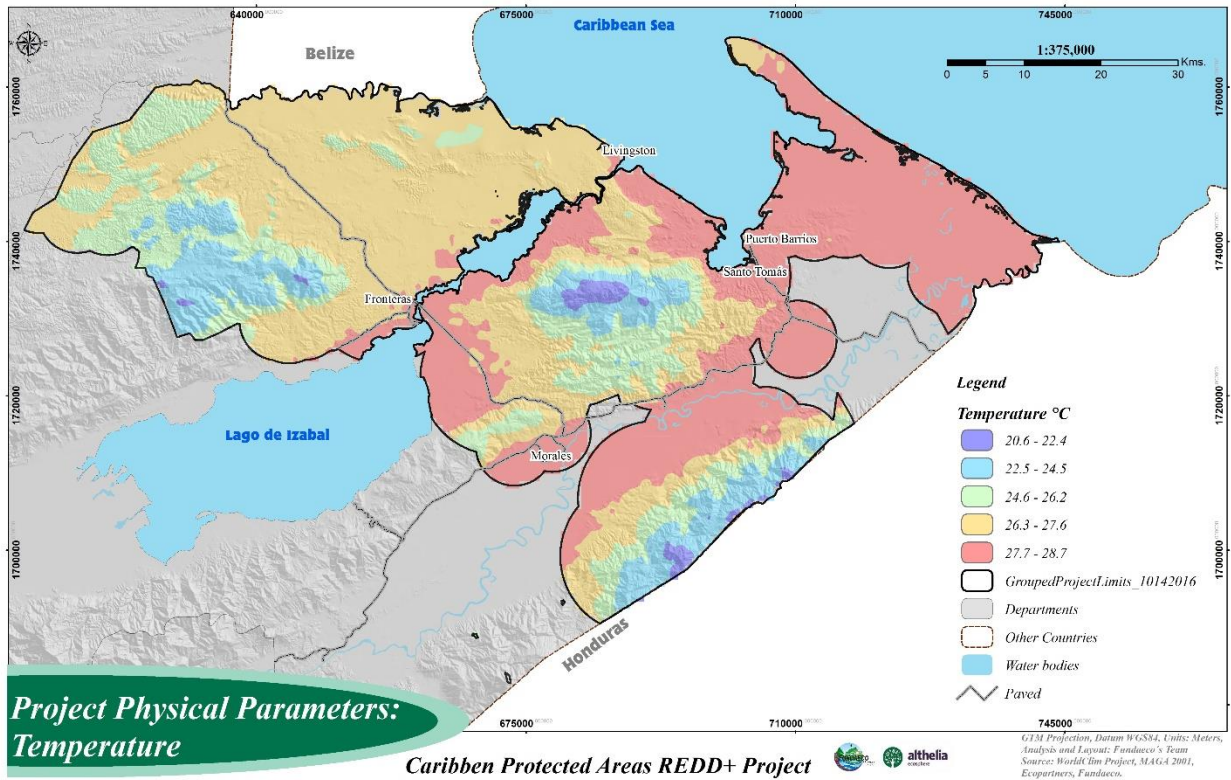 640000
675000
710000
745000
Caribbean Sea
Belize
1:375,000
Kms.
0 5 10 20 30
1760000
1760000
Livingston
1740000
1740000
Puerto Barrios
Santo Tomás
Fronteras
1720000
1720000
Lago de Izabal
Morales
1700000
1700000
Honduras
Legend
Temperature °C
20.6 - 22.4
22.5 - 24.5
24.6 - 26.2
26.3 - 27.6
27.7 - 28.7
GroupedProjectLimits_10142016
Departments
Other Countries
Water bodies
Paved
675000
710000
745000
Project Physical Parameters:
Temperature
Caribben Protected Areas REDD+ Project
althelia
ecosphere
GTM Projection, Datum WGS84, Units: Meters,
Analysis and Layout: Fundaeco's Team
Source: WorldClim Project, MAGA 2001,
Ecopartners, Fundaeco.